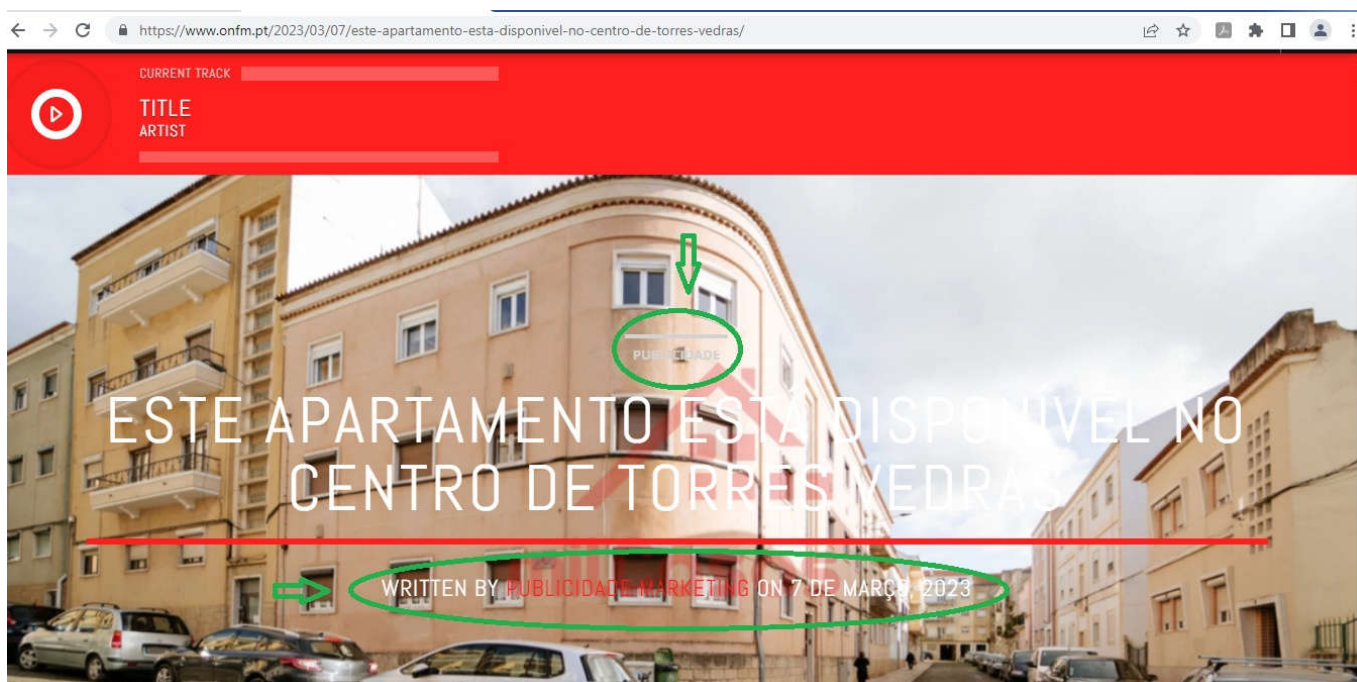 https://www.onfm.pt/2023/03/07/este-apartamento-esta-disponivel-no-centro-de-torres-vedras/
CURRENT TRACK
TITLE
ARTIST
PUBLICIDADE
ESTE APARTAMENTO ESTÁ DISPONÍVEL NO
CENTRO DE TORRES VEDRAS
WRITTEN BY PUBLICIDADE MARKETING ON 7 DE MARÇO, 2023